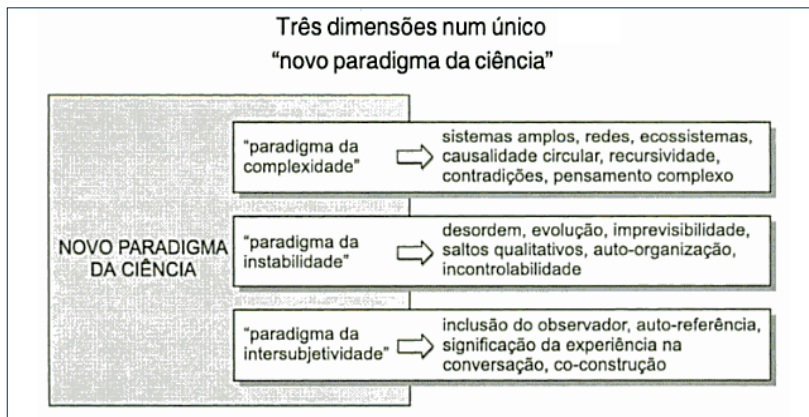 Três dimensões num único
“novo paradigma da ciência”
NOVO PARADIGMA
DA CIÊNCIA
“paradigma da
complexidade”
sistemas amplos, redes, ecossistemas,
causalidade circular, recursividade,
contradições, pensamento complexo
“paradigma da
instabilidade”
desordem, evolução, imprevisibilidade,
saltos qualitativos, auto-organização,
incontrolabilidade
“paradigma da
intersubjetividade”
inclusão do observador, auto-referência,
significação da experiência na
conversação, co-construção